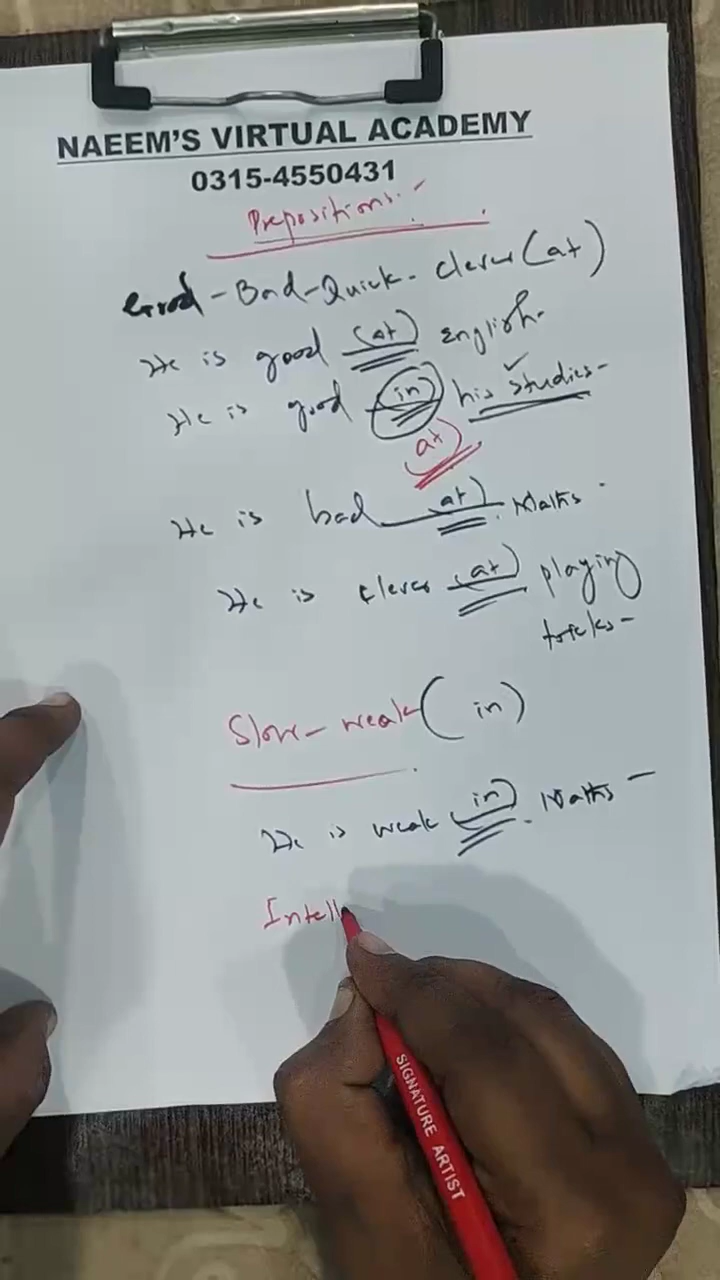 NAEEM'S VIRTUAL ACADEMY
0315-4550431
Prepositions.
Good-Bad-Quick-clever (at)
He is good (at) English.
He is good (in) his studies-
(at)
He is bad (at). Maths.
He is clever (at) playing
tricks-
Slow-weak (in)
He is weak (in). Maths-
Intell
SIGNATURE ARTIST